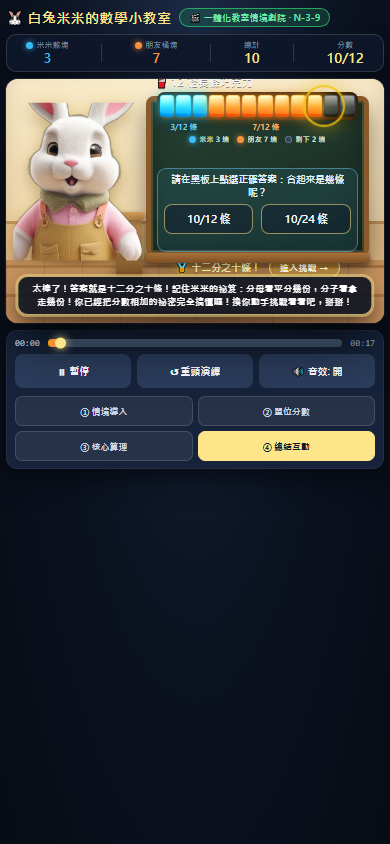 白兔米米的數學小教室
一體化教室情境劇院 · N-3-9
米米藍塊
3
朋友橘塊
7
總計
10
分數
10/12
3/12 條
7/12 條
米米 3 塊
朋友 7 塊
剩下 2 塊
請在黑板上點選正確答案：合起來是幾條呢？
10/12 條
10/24 條
十二分之十條！
進入挑戰 →
太棒了！答案就是十二分之十條！記住米米的祕笈：分母看平分幾份，分子看拿
走幾份！你已經把分數相加的祕密完全搞懂囉！換你動手挑戰看看吧，掰掰！
00:00
00:17
⏸ 暫停
↺ 重頭演繹
🔊 音效: 開
① 情境導入
② 單位分數
③ 核心算理
④ 總結互動